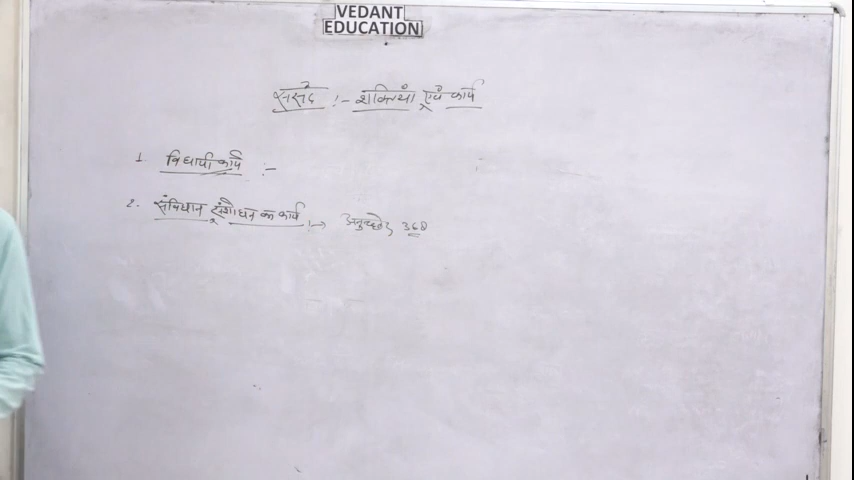 VEDANT
EDUCATION
संसद :- शक्तियां एवं कार्य
1. विधायी कार्य :-
2. संविधान संशोधन का कार्य :-> अनुच्छेद 368